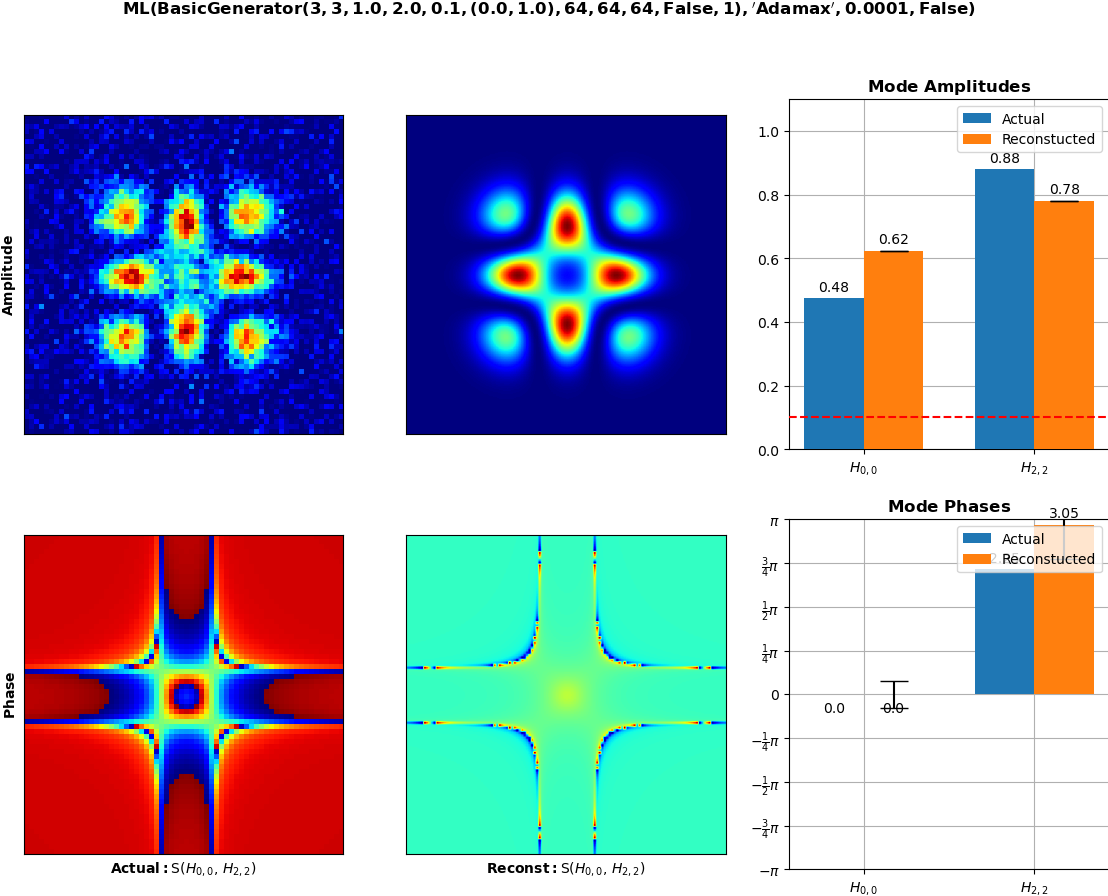 ML(BasicGenerator(3, 3, 1.0, 2.0, 0.1, (0.0, 1.0), 64, 64, 64, False, 1), ′Adamax′, 0.0001, False)
Amplitude
Mode Amplitudes
Actual
Reconstucted
0.48
0.62
0.88
0.78
1.0
0.8
0.6
0.4
0.2
0.0
H0,0
H2,2
Phase
Actual: S(H0,0, H2,2)
Reconst: S(H0,0, H2,2)
Mode Phases
Actual
Reconstucted
3.05
0.0
0.0
π
3/4π
1/2π
1/4π
0
−1/4π
−1/2π
−3/4π
−π
H0,0
H2,2